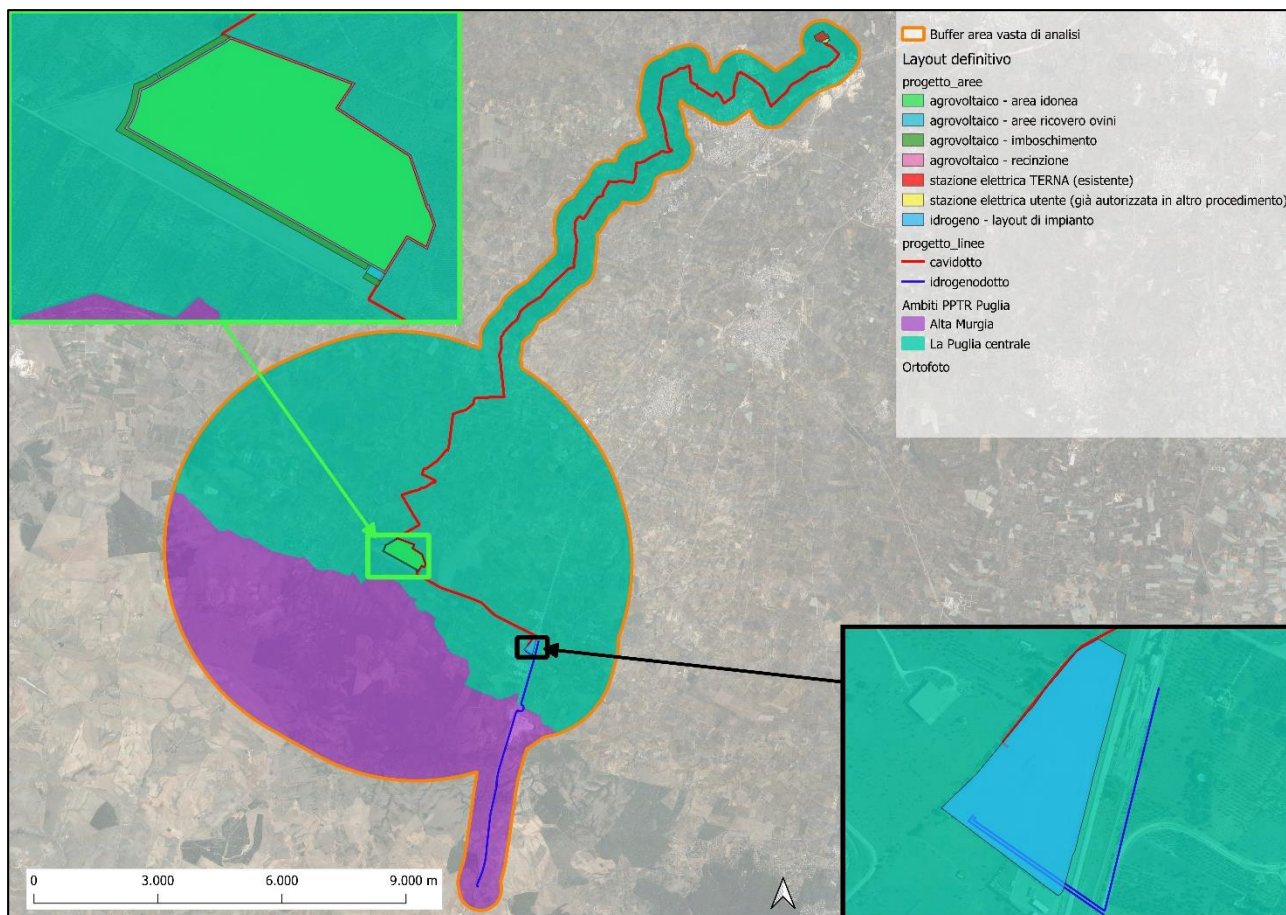 Buffer area vasta di analisi
Layout definitivo
progetto_aree
agrovoltaico - area idonea
agrovoltaico - aree ricovero ovini
agrovoltaico - imboschimento
agrovoltaico - recinzione
stazione elettrica TERNA (esistente)
stazione elettrica utente (già autorizzata in altro procedimento)
idrogeno - layout di impianto
progetto_linee
cavidotto
idrogenodotto
Ambiti PPTR Puglia
Alta Murgia
La Puglia centrale
Ortofoto
0 3.000 6.000 9.000 m